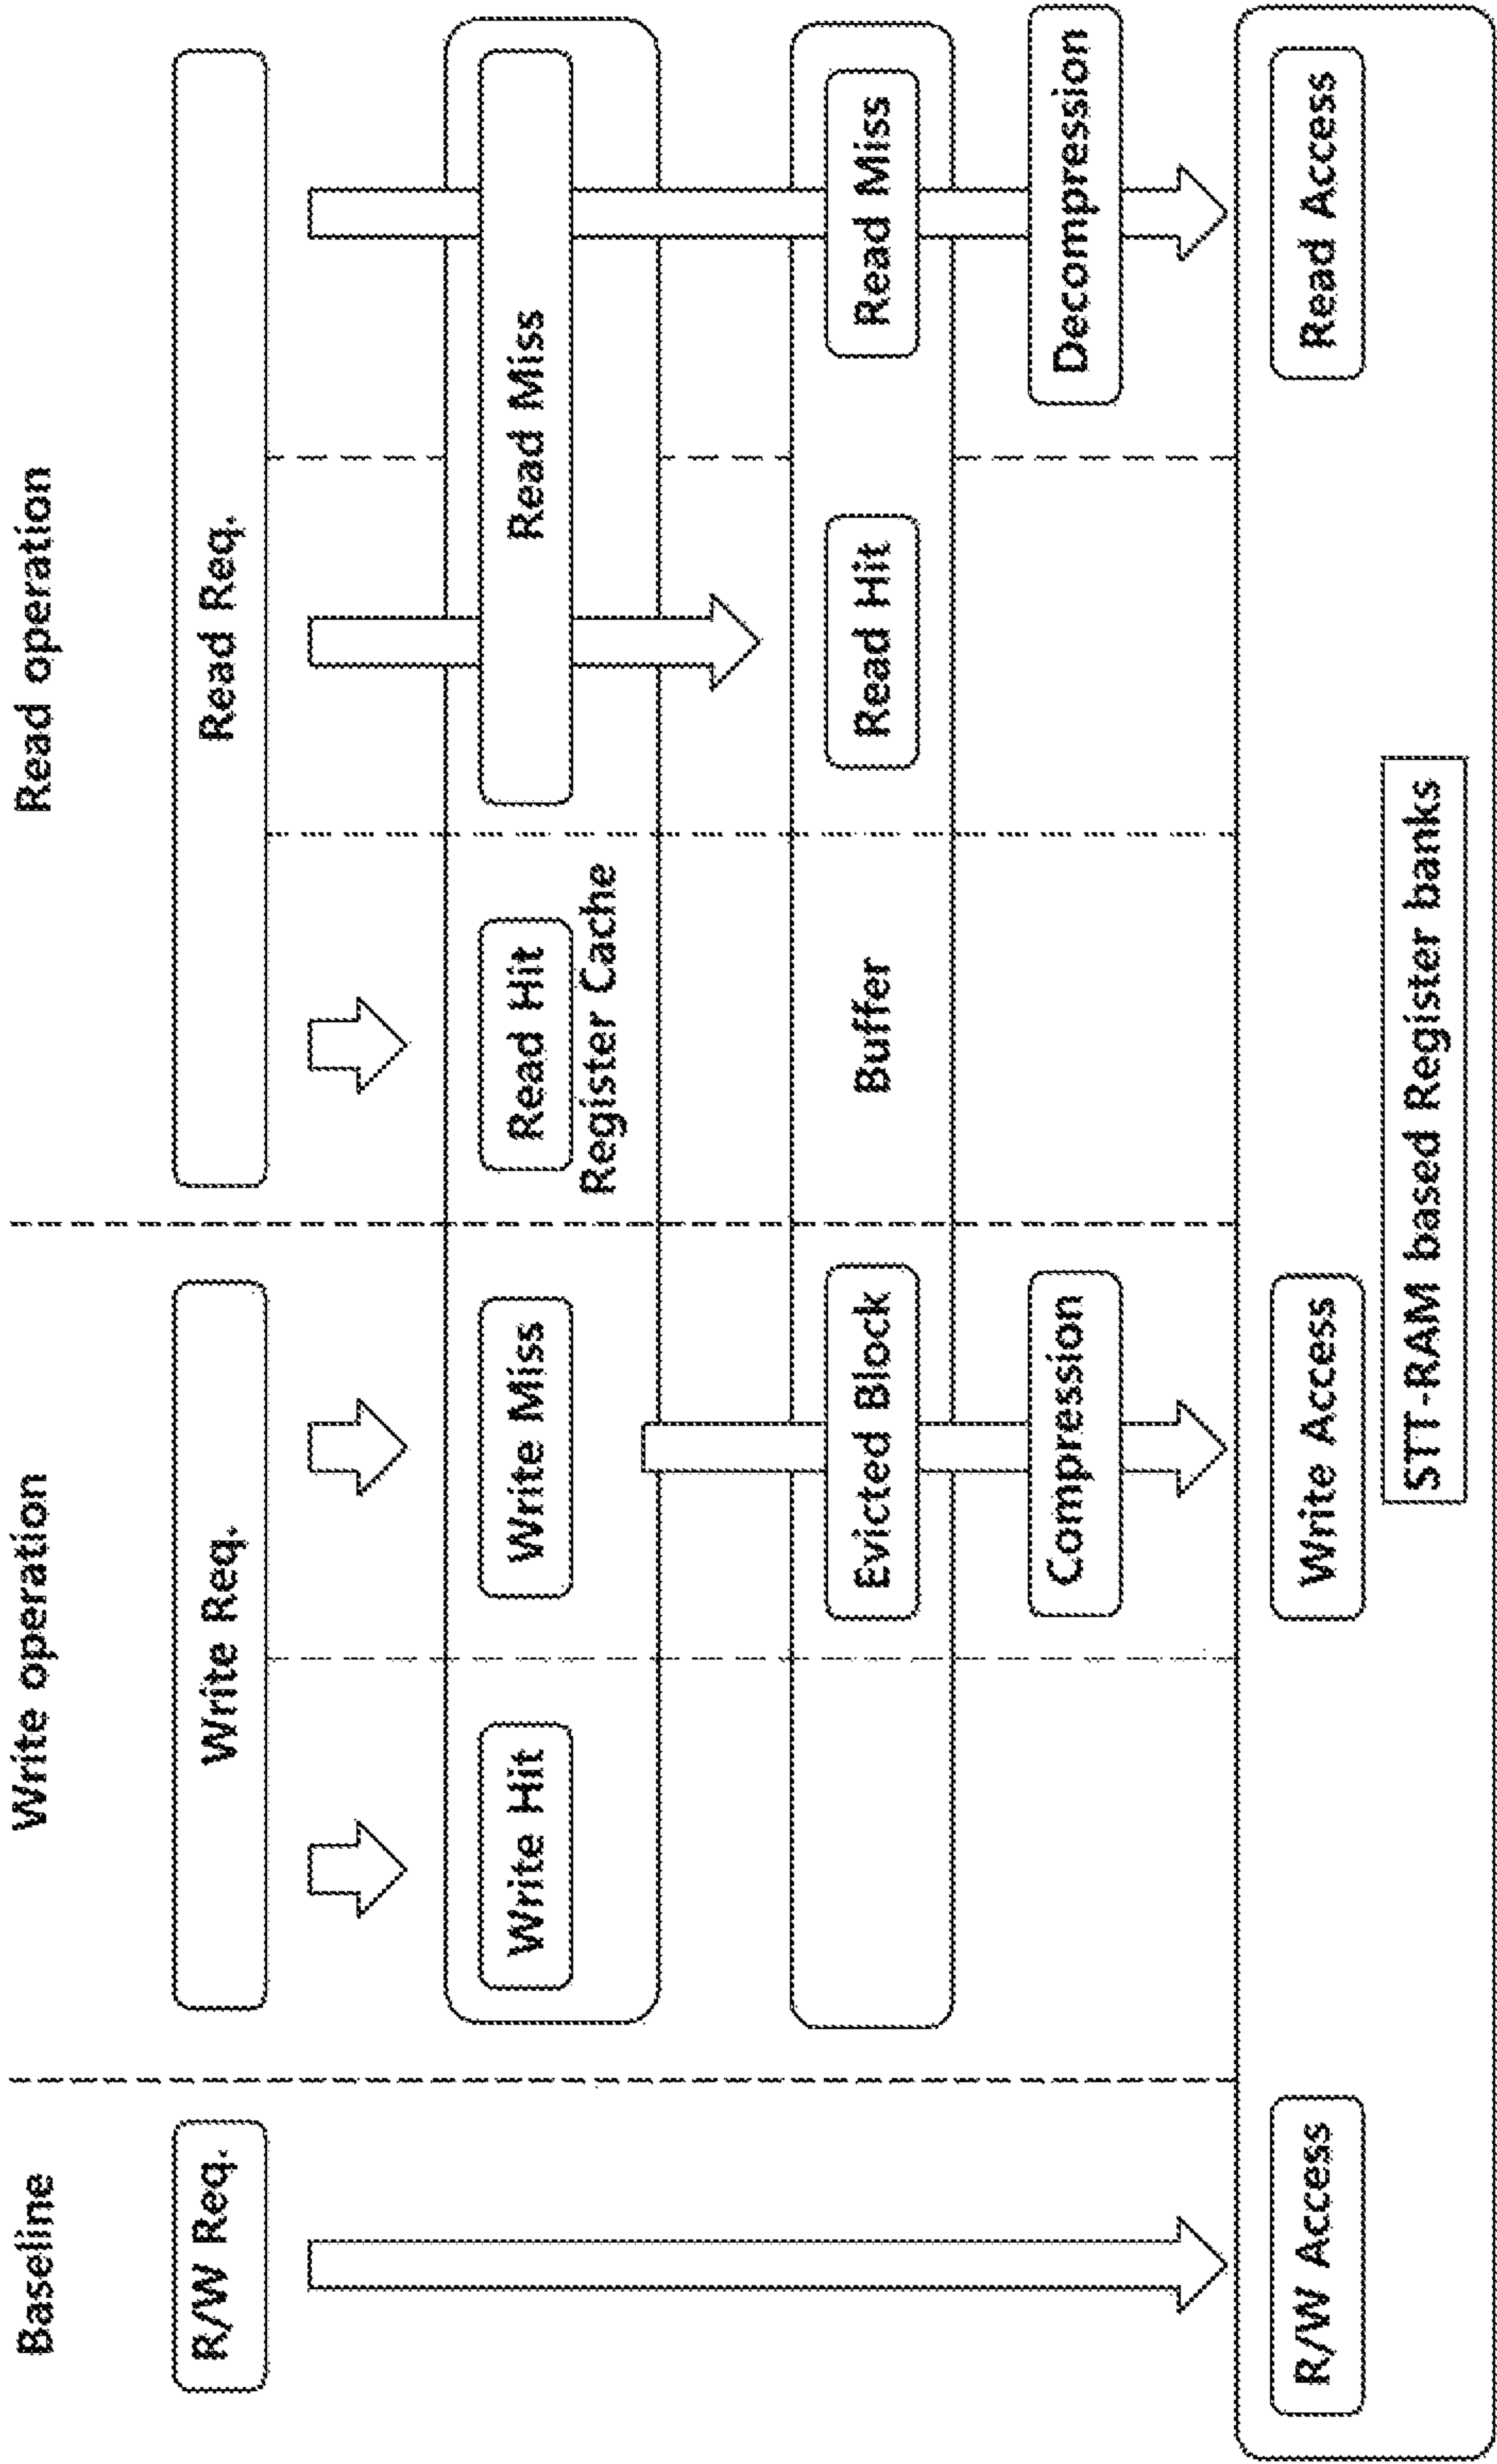 Baseline
Write operation
Read operation
R/W Req.
Write Req.
Read Req.
Write Hit
Write Miss
Read Hit
Read Miss
Register Cache
Evicted Block
Buffer
Read Hit
Read Miss
Compression
Decompression
R/W Access
Write Access
Read Access
STT-RAM based Register banks